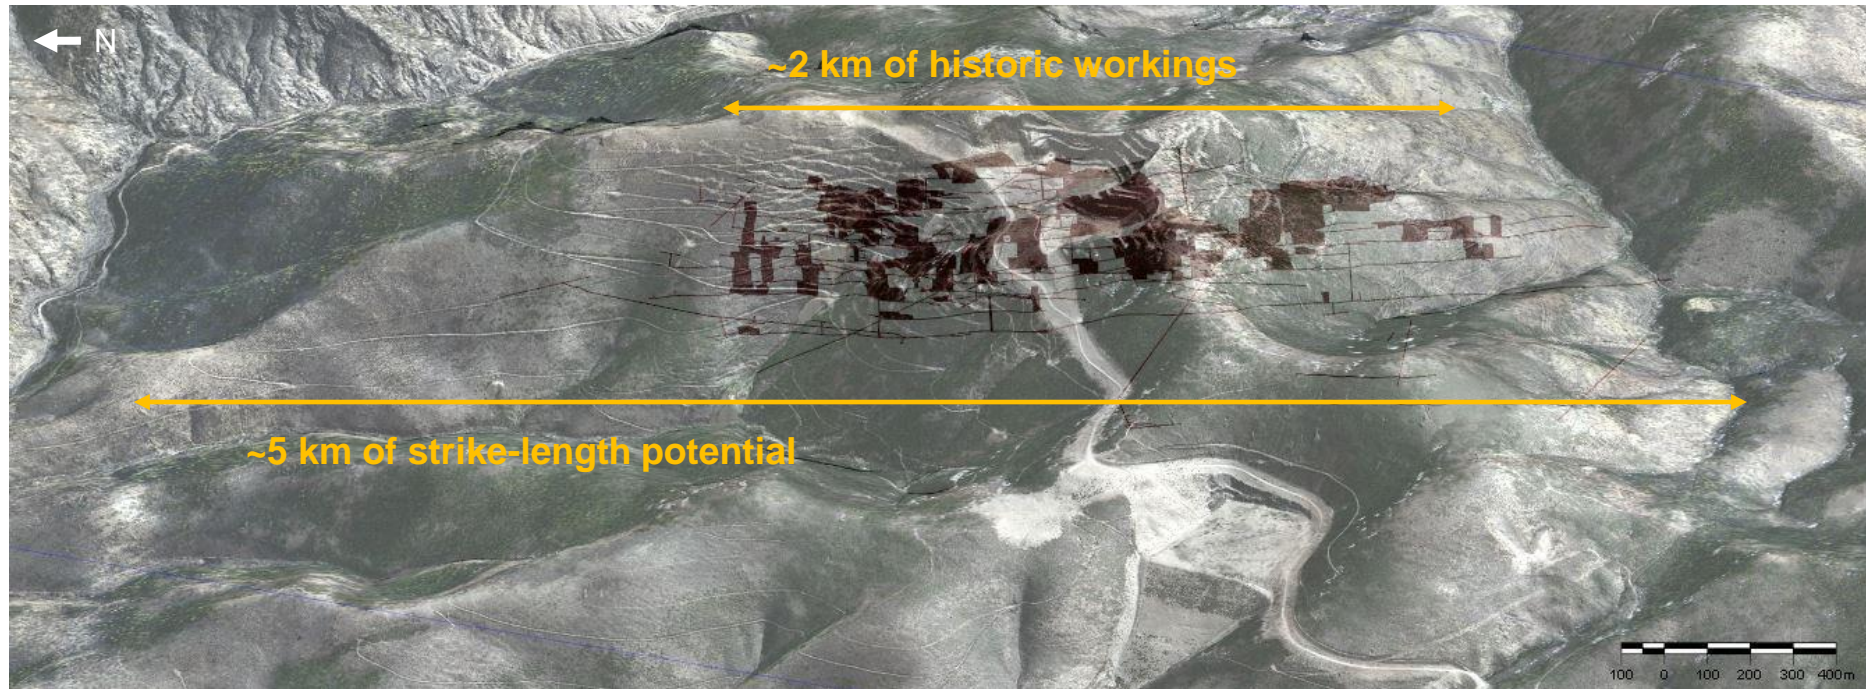 N
~2 km of historic workings
~5 km of strike-length potential
100 0 100 200 300 400m